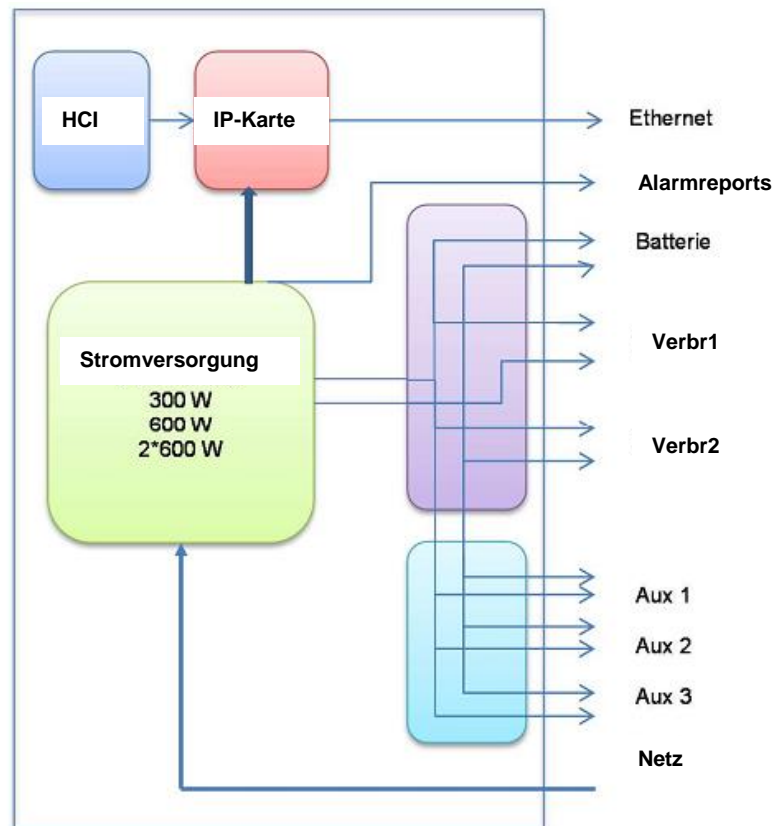 HCI
IP-Karte
Ethernet
Alarmreports
Batterie
Stromversorgung
300 W
600 W
2*600 W
Verbr1
Verbr2
Aux 1
Aux 2
Aux 3
Netz